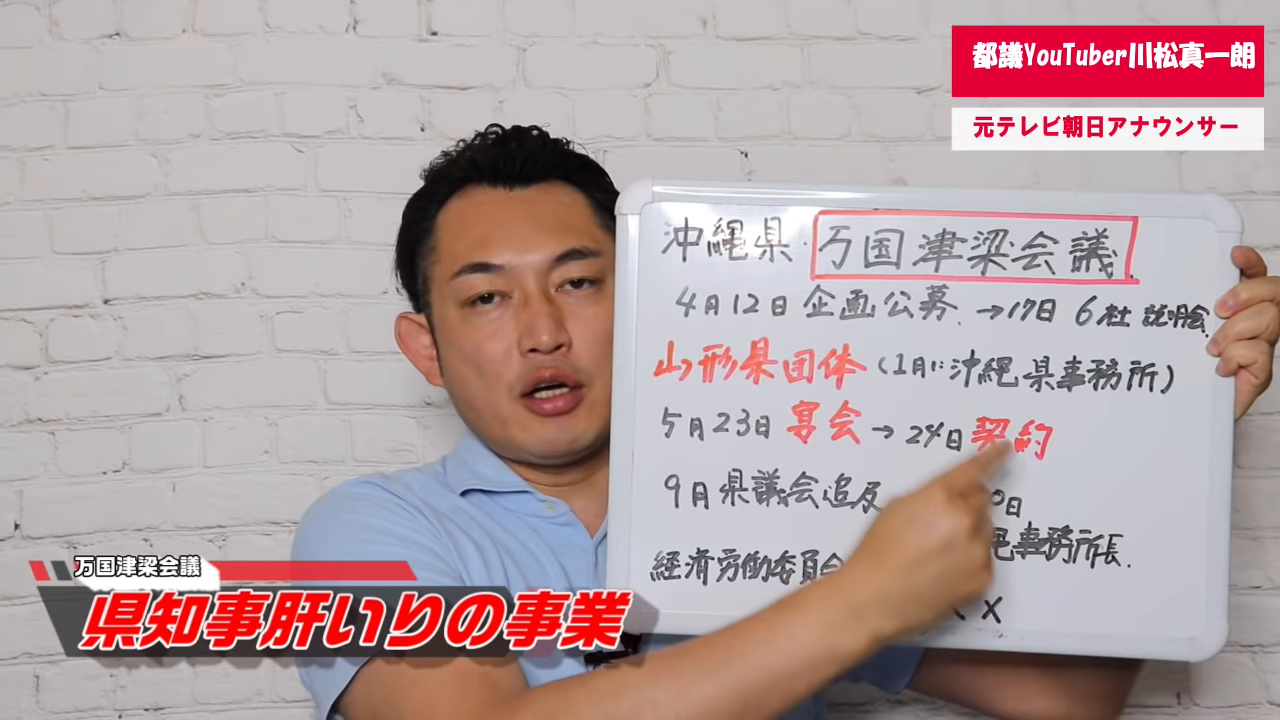 都議YouTuber川松真一朗
元テレビ朝日アナウンサー
沖縄県・万国津梁会議
4月12日 企画公募.→17日 6社 説明会.
山形県団体(1月に沖縄県事務所)
5月23日 宴会→24日契約
9月県議会追及
0日
経済労働委員会
事務所長.
X
万国津梁会議
県知事肝いりの事業